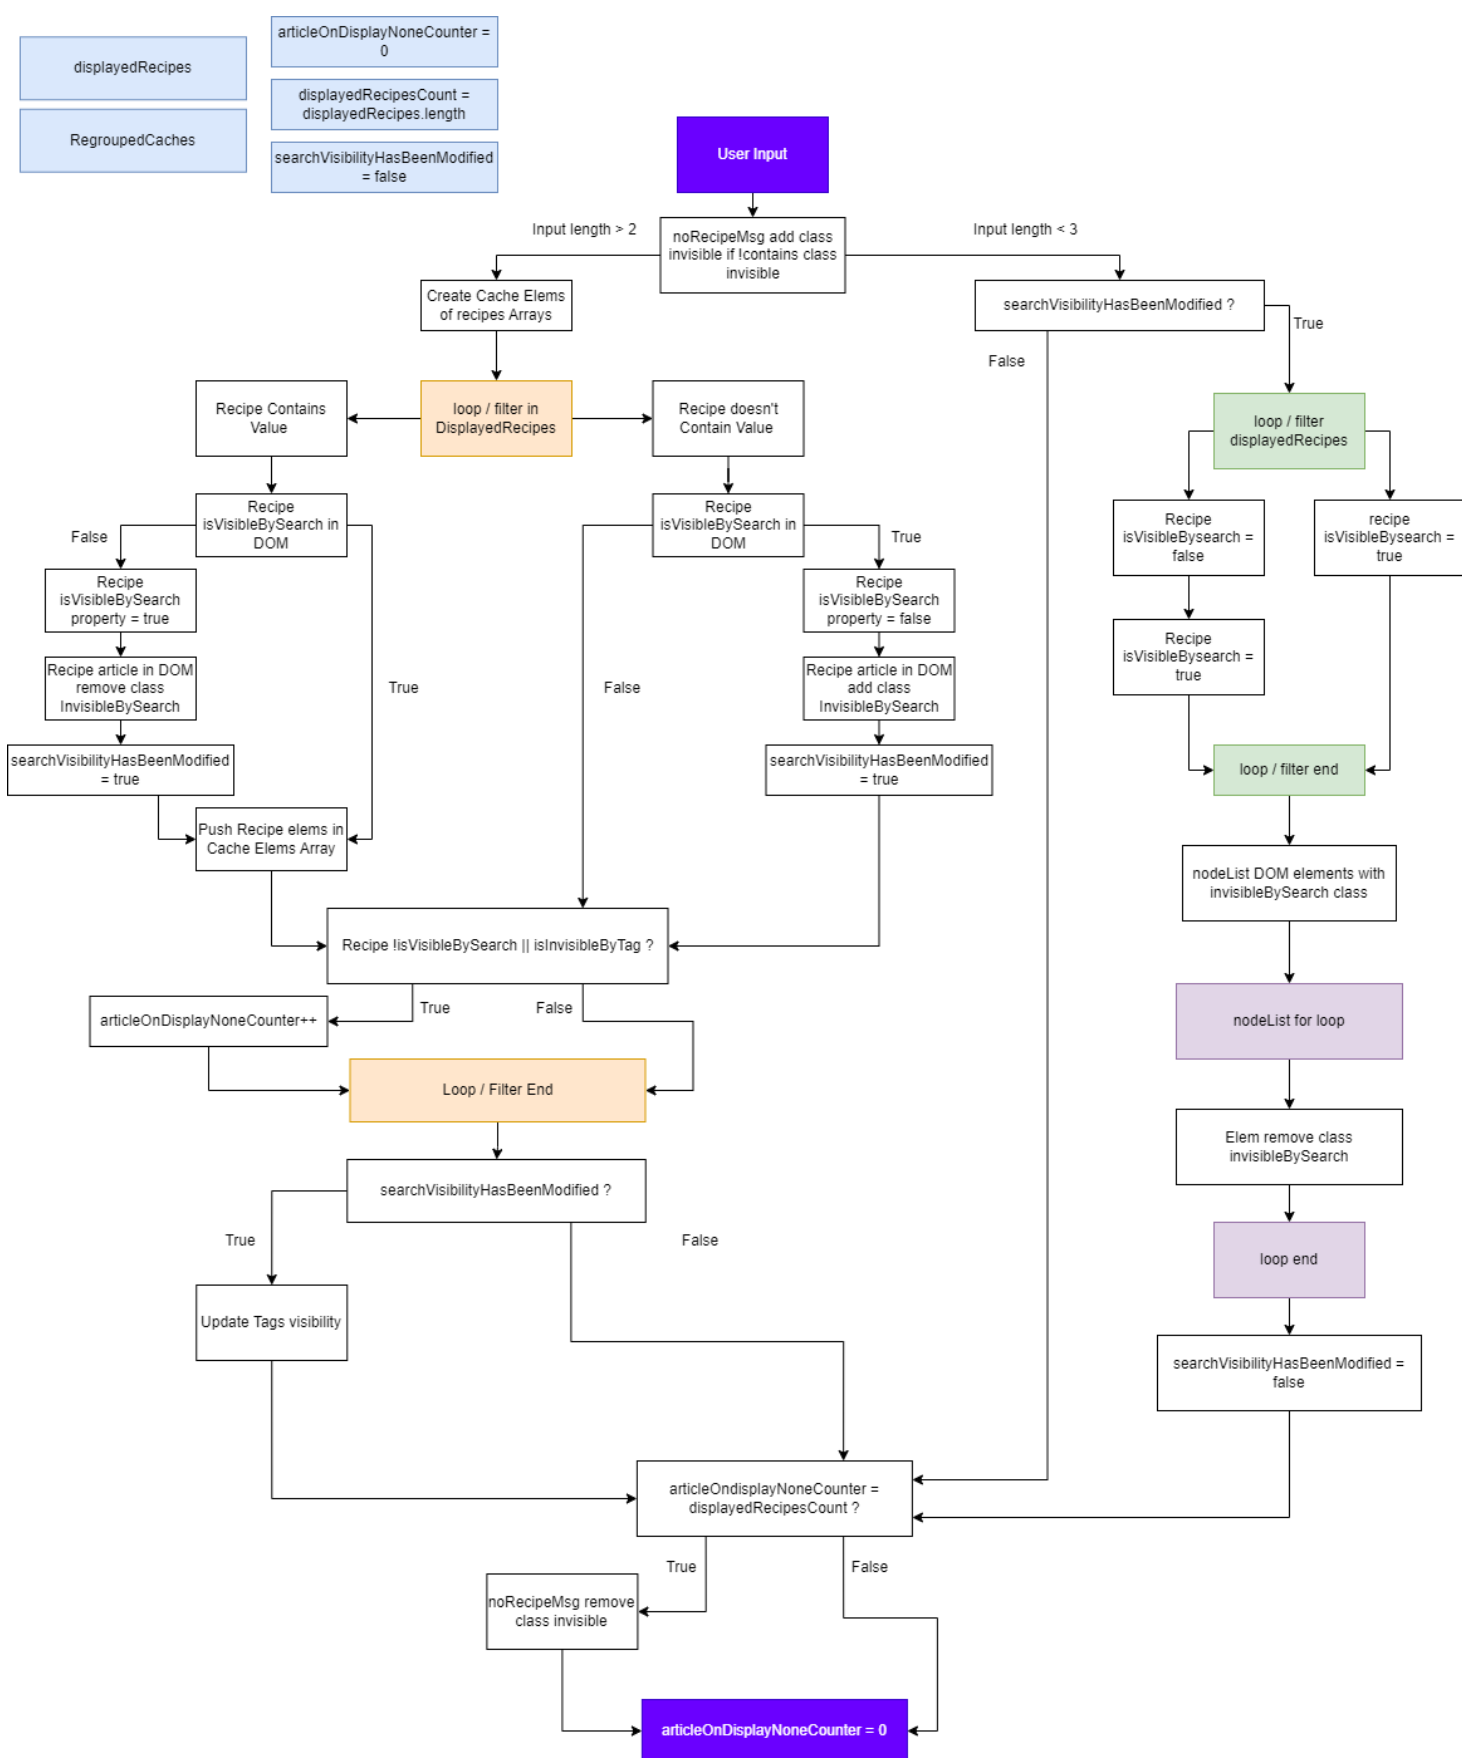 articleOnDisplayNoneCounter =
0
displayedRecipes
displayedRecipesCount =
displayedRecipes.length
RegroupedCaches
searchVisibilityHasBeenModified
= false
User Input
Input length > 2
noRecipeMsg add class
invisible if !contains class
invisible
Input length < 3
Create Cache Elems
of recipes Arrays
searchVisibilityHasBeenModified ?
True
False
Recipe Contains
Value
loop / filter in
DisplayedRecipes
Recipe doesn't
Contain Value
loop / filter
displayedRecipes
Recipe
isVisibleBySearch in
DOM
False
Recipe
isVisibleBySearch in
DOM
True
Recipe
isVisibleBysearch =
false
recipe
isVisibleBysearch =
true
Recipe
isVisibleBySearch
property = true
Recipe
isVisibleBySearch
property = false
Recipe
isVisibleBysearch =
true
Recipe article in DOM
remove class
InvisibleBySearch
True
False
Recipe article in DOM
add class
InvisibleBySearch
searchVisibilityHasBeenModified
= true
searchVisibilityHasBeenModified
= true
loop / filter end
Push Recipe elems in
Cache Elems Array
nodeList DOM elements with
invisibleBySearch class
Recipe !isVisibleBySearch || isInvisibleByTag ?
True
False
articleOnDisplayNoneCounter++
nodeList for loop
Loop / Filter End
Elem remove class
invisibleBySearch
searchVisibilityHasBeenModified ?
True
False
loop end
Update Tags visibility
searchVisibilityHasBeenModified =
false
articleOndisplayNoneCounter =
displayedRecipesCount ?
True
False
noRecipeMsg remove
class invisible
articleOnDisplayNoneCounter = 0